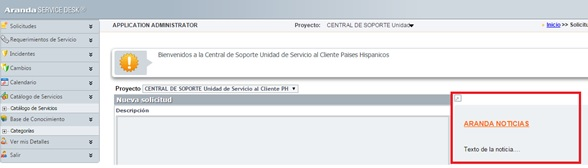 Aranda SERVICE DESK
Solicitudes
APPLICATION ADMINISTRATOR
Proyecto: CENTRAL DE SOPORTE Unidad
Inicio >> Solicitu
Requerimientos de Servicio
Incidentes
Cambios
Calendario
Catálogo de Servicios
Catálogo de Servicios
Base de Conocimiento
Categorías
Ver mis Detalles
Salir
Bienvenidos a la Central de Soporte Unidad de Servicio al Cliente Países Hispanicos
Proyecto CENTRAL DE SOPORTE Unidad de Servicio al Cliente PH
Nueva solicitud
Descripción
ARANDA NOTICIAS
Texto de la noticia....